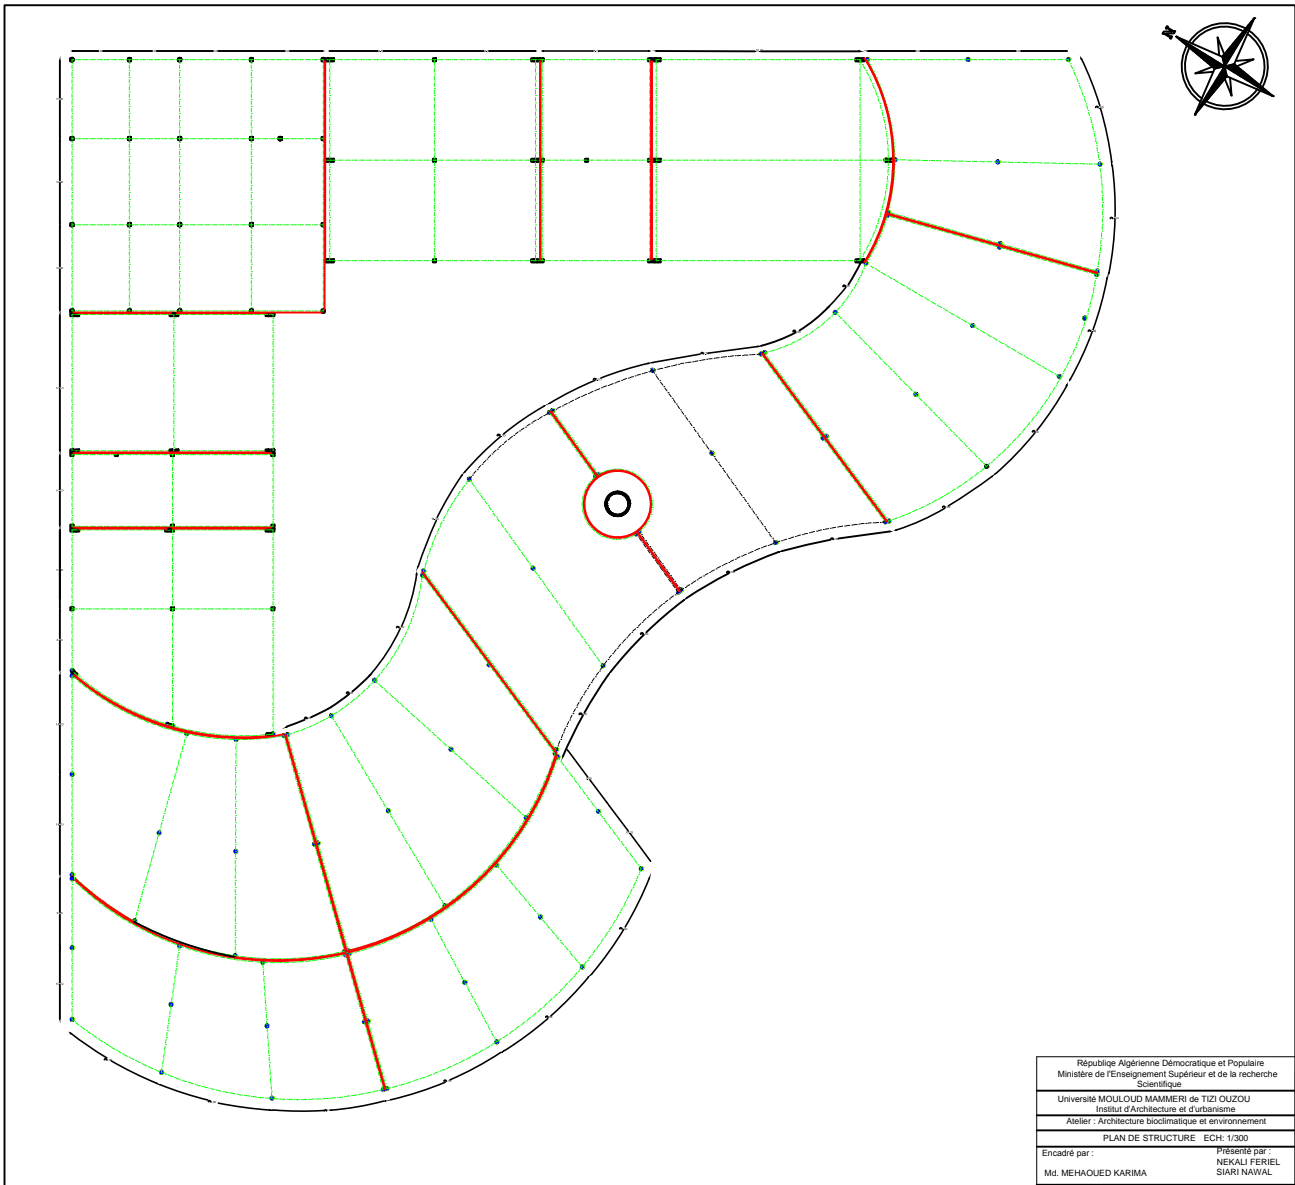 N
Républiqe Algérienne Démocratique et Populaire
Ministère de l'Enseignement Supérieur et de la recherche
Scientifique
Université MOULOUD MAMMERI de TIZI OUZOU
Institut d'Architecture et d'urbanisme
Atelier : Architecture bioclimatique et environnement
PLAN DE STRUCTURE ECH: 1/300
Encadré par :
Md. MEHAOUED KARIMA
Présenté par :
NEKALI FERIEL
SIARI NAWAL